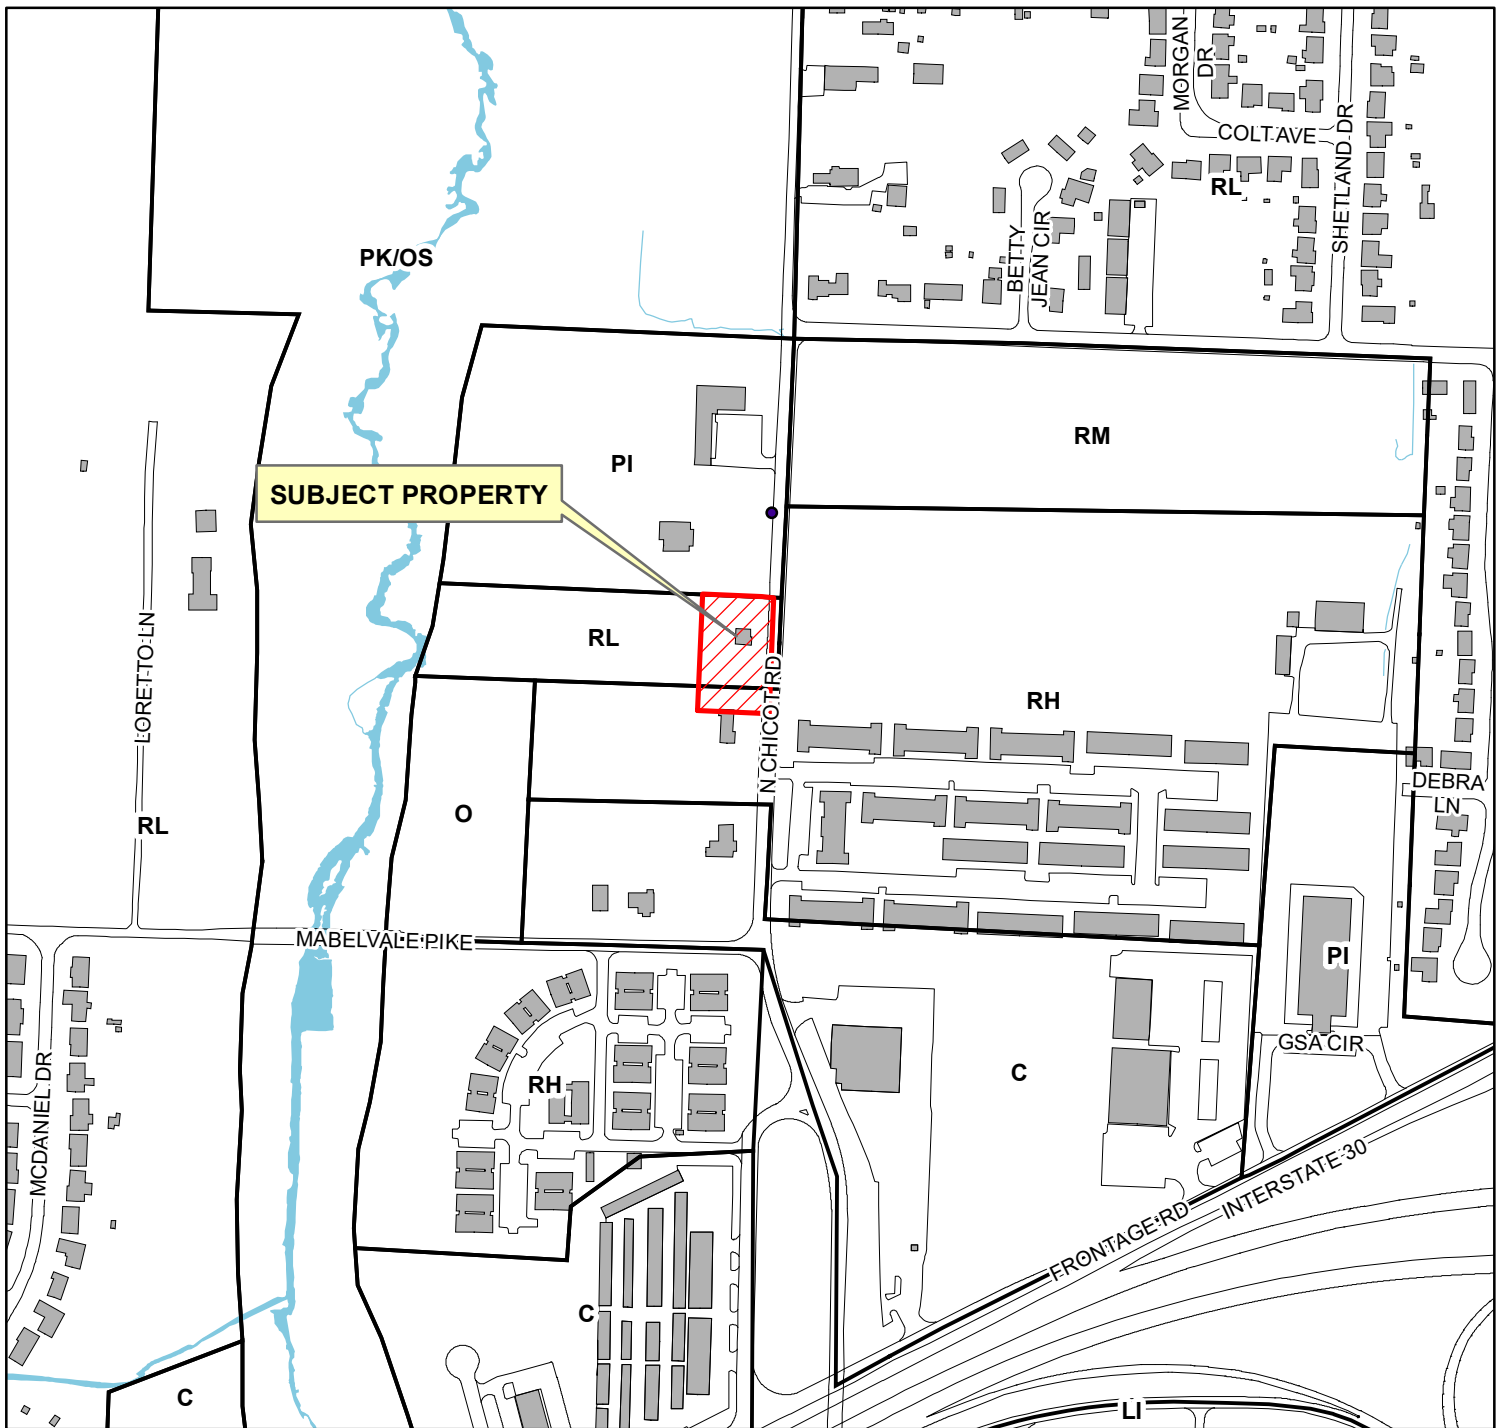 MORGAN
DR
COLT AVE
SHETLAND DR
RL
BETTY
JEAN CIR
PK/OS
RM
PI
SUBJECT PROPERTY
RL
LORETTO LN
N CHICOT RD
RH
DEBRA
LN
O
RL
MABELVALE PIKE
PI
GSA CIR
MCDANIEL DR
RH
C
FRONTAGE RD
INTERSTATE 30
C
C
LI